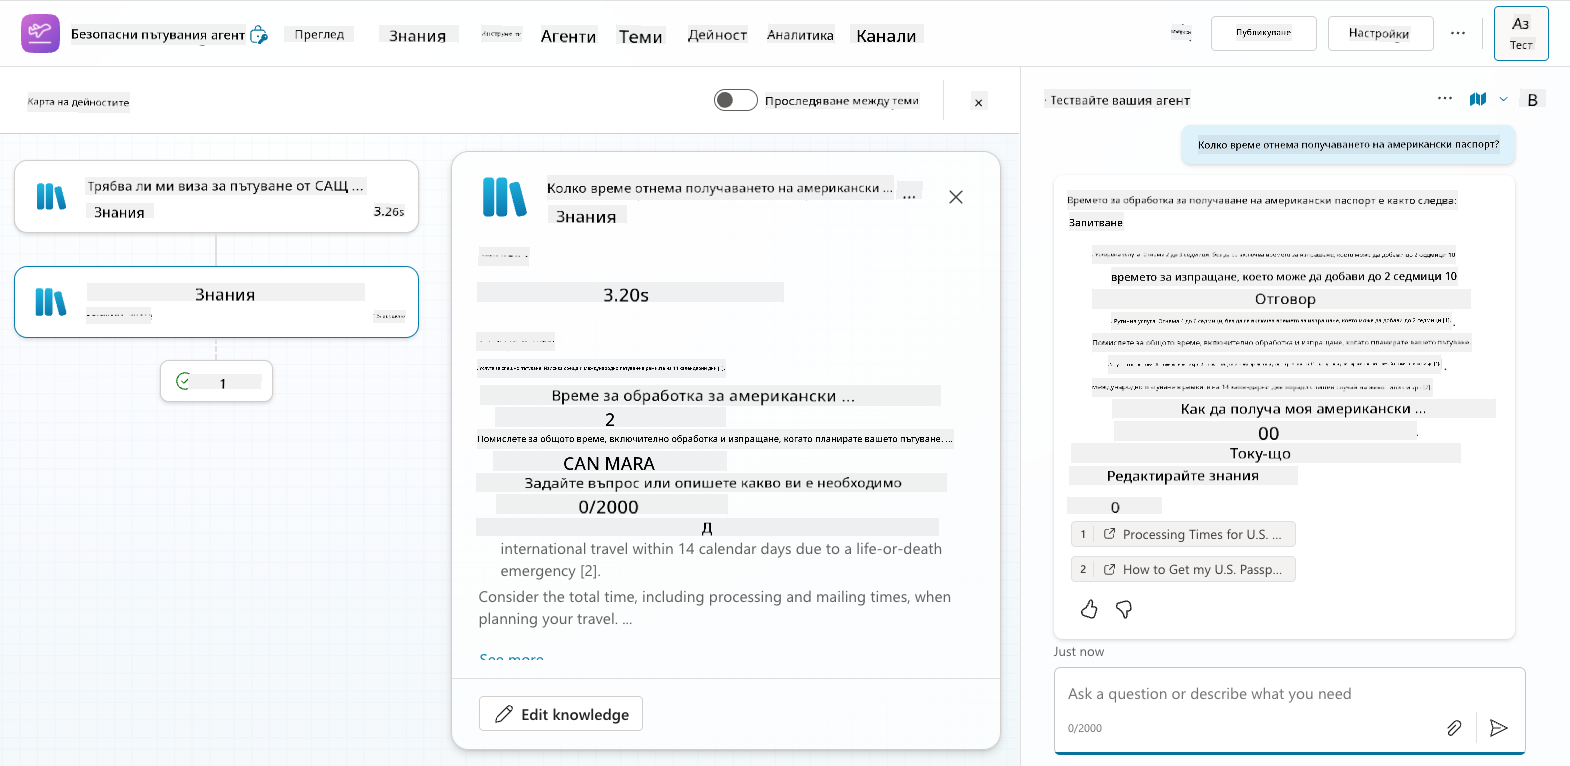 Безопасни пътувания агент
Преглед
Знания
Агенти
Теми
Дейност
Аналитика
Канали
Публикуване
Настройки
Аз
Тест
Карта на дейностите
Проследяване между теми
Тествайте вашия агент
В
Трябва ли ми виза за пътуване от САЩ ...
Знания
3.26s
Знания
1
Колко време отнема получаването на американски ...
Знания
3.20s
Време за обработка за американски ...
2
Помислете за общото време, включително обработка и изпращане, когато планирате вашето пътуване. ...
CAN MARA
Задайте въпрос или опишете какво ви е необходимо
0/2000
Д
international travel within 14 calendar days due to a life-or-death
emergency [2].
Consider the total time, including processing and mailing times, when
planning your travel. ...
See more
Edit knowledge
Колко време отнема получаването на американски паспорт?
Времето за обработка за получаване на американски паспорт е както следва:
Запитване
времето за изпращане, което може да добави до 2 седмици 10
Отговор
Помислете за общото време, включително обработка и изпращане, когато планирате вашето пътуване.
Как да получа моя американски ...
00
Току-що
Редактирайте знания
0
1 Processing Times for U.S. ...
2 How to Get my U.S. Passp...
Just now
Ask a question or describe what you need
0/2000